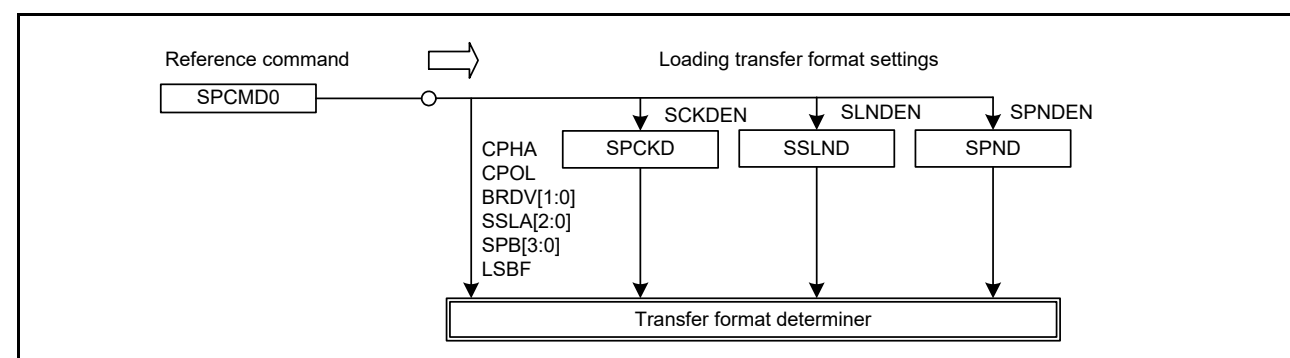 Reference command
Loading transfer format settings
SPCMD0
SCKDEN
SLNDEN
SPNDEN
CPHA
CPOL
BRDV[1:0]
SSLA[2:0]
SPB[3:0]
LSBF
SPCKD
SSLND
SPND
Transfer format determiner